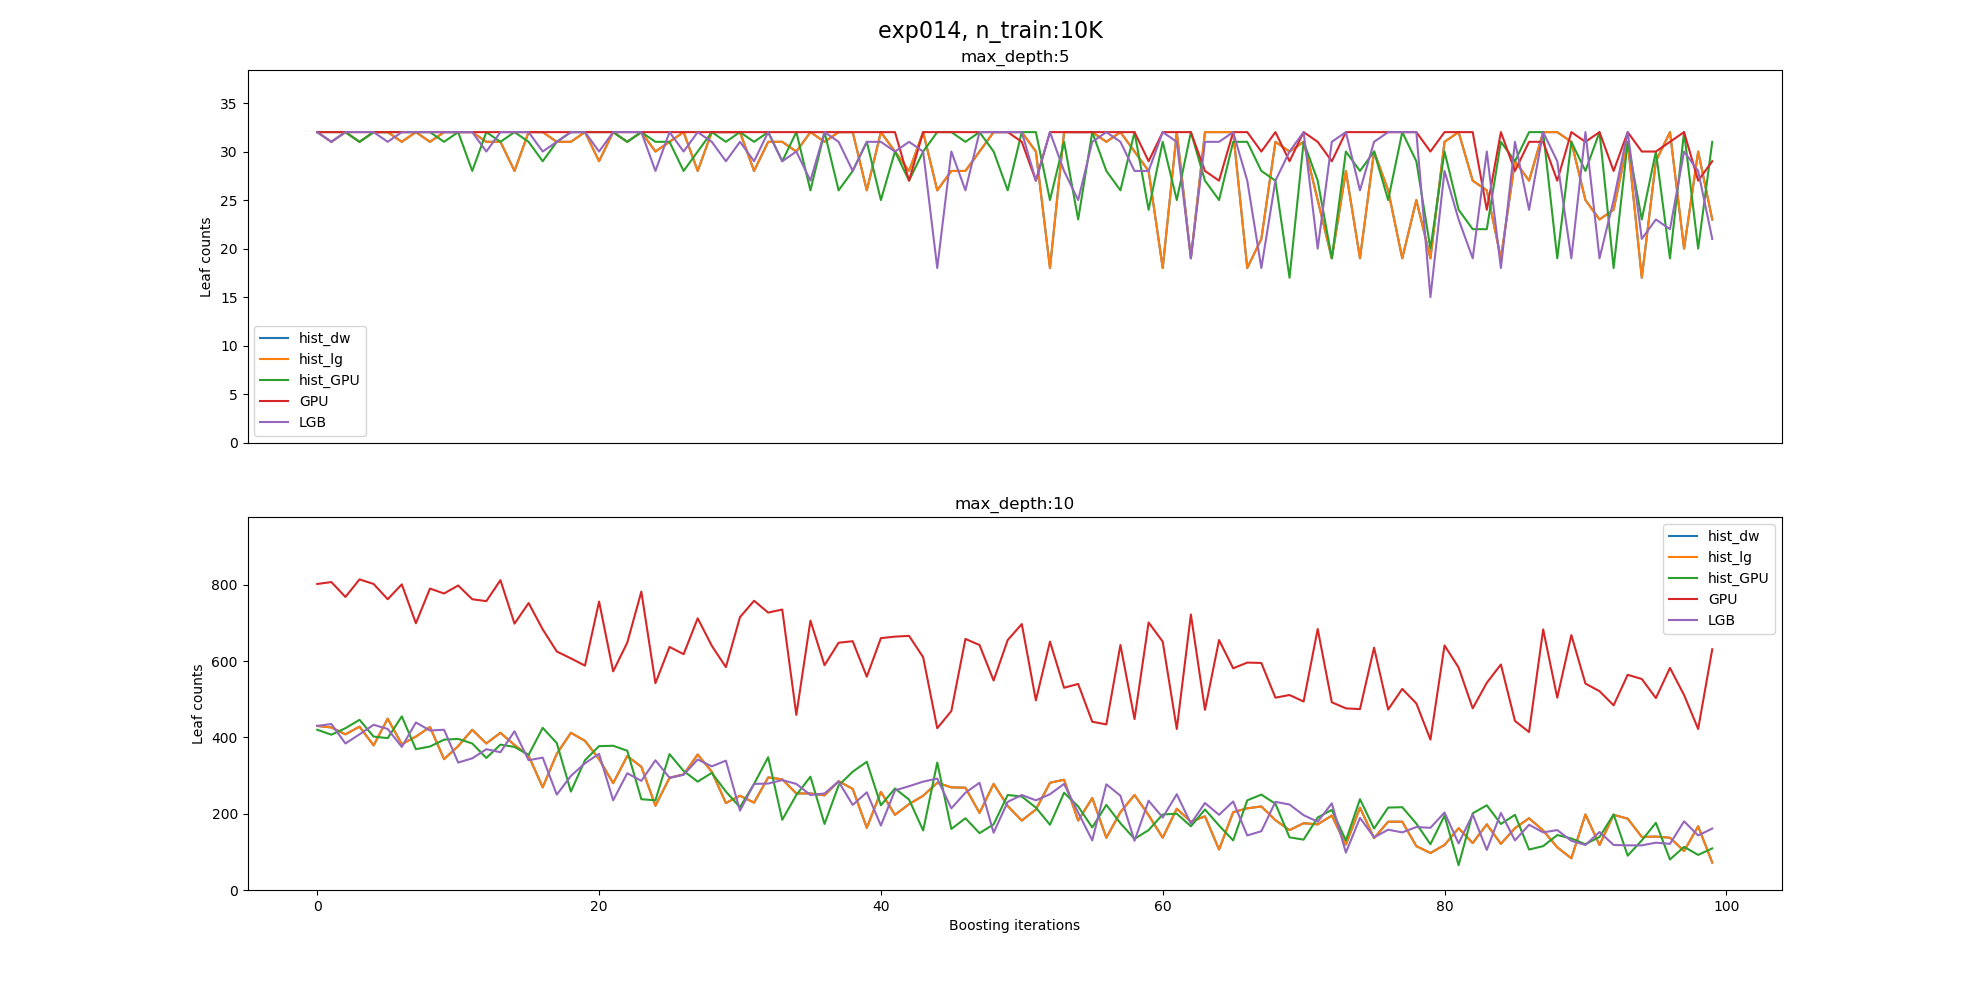 exp014, n_train:10K
max_depth:5
35
30
25
20
15
10
5
0
Leaf counts
hist_dw
hist_lg
hist_GPU
GPU
LGB
max_depth:10
800
600
400
200
0
Leaf counts
hist_dw
hist_lg
hist_GPU
GPU
LGB
0 20 40 60 80 100
Boosting iterations